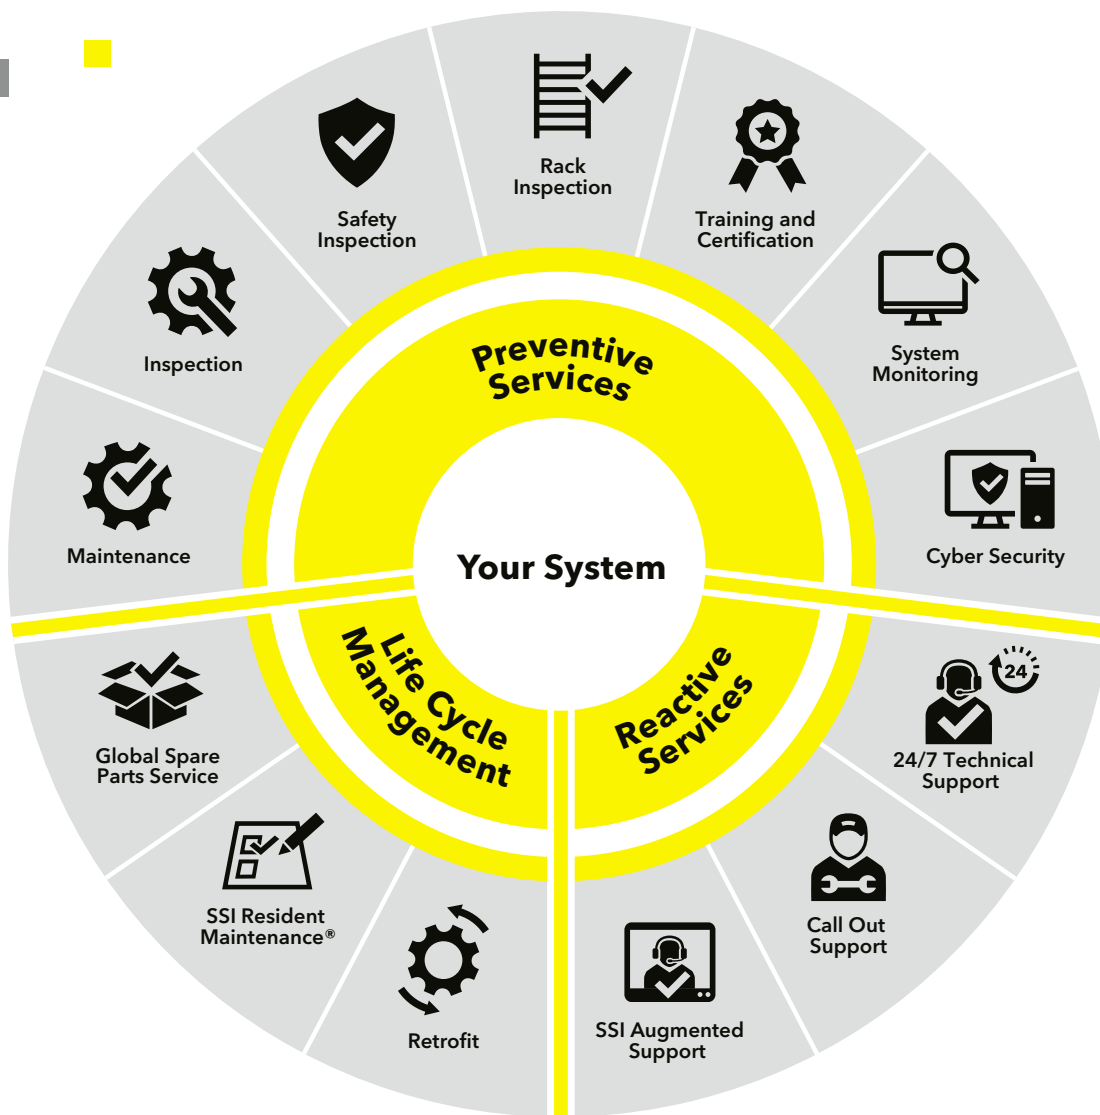 Rack
Inspection
Safety
Inspection
Training and
Certification
Inspection
System
Monitoring
Preventive
Services
Maintenance
Your System
Cyber Security
Life Cycle
Management
Reactive
Services
24
Global Spare
Parts Service
24/7 Technical
Support
SSI Resident
Maintenance®
Call Out
Support
Retrofit
SSI Augmented
Support